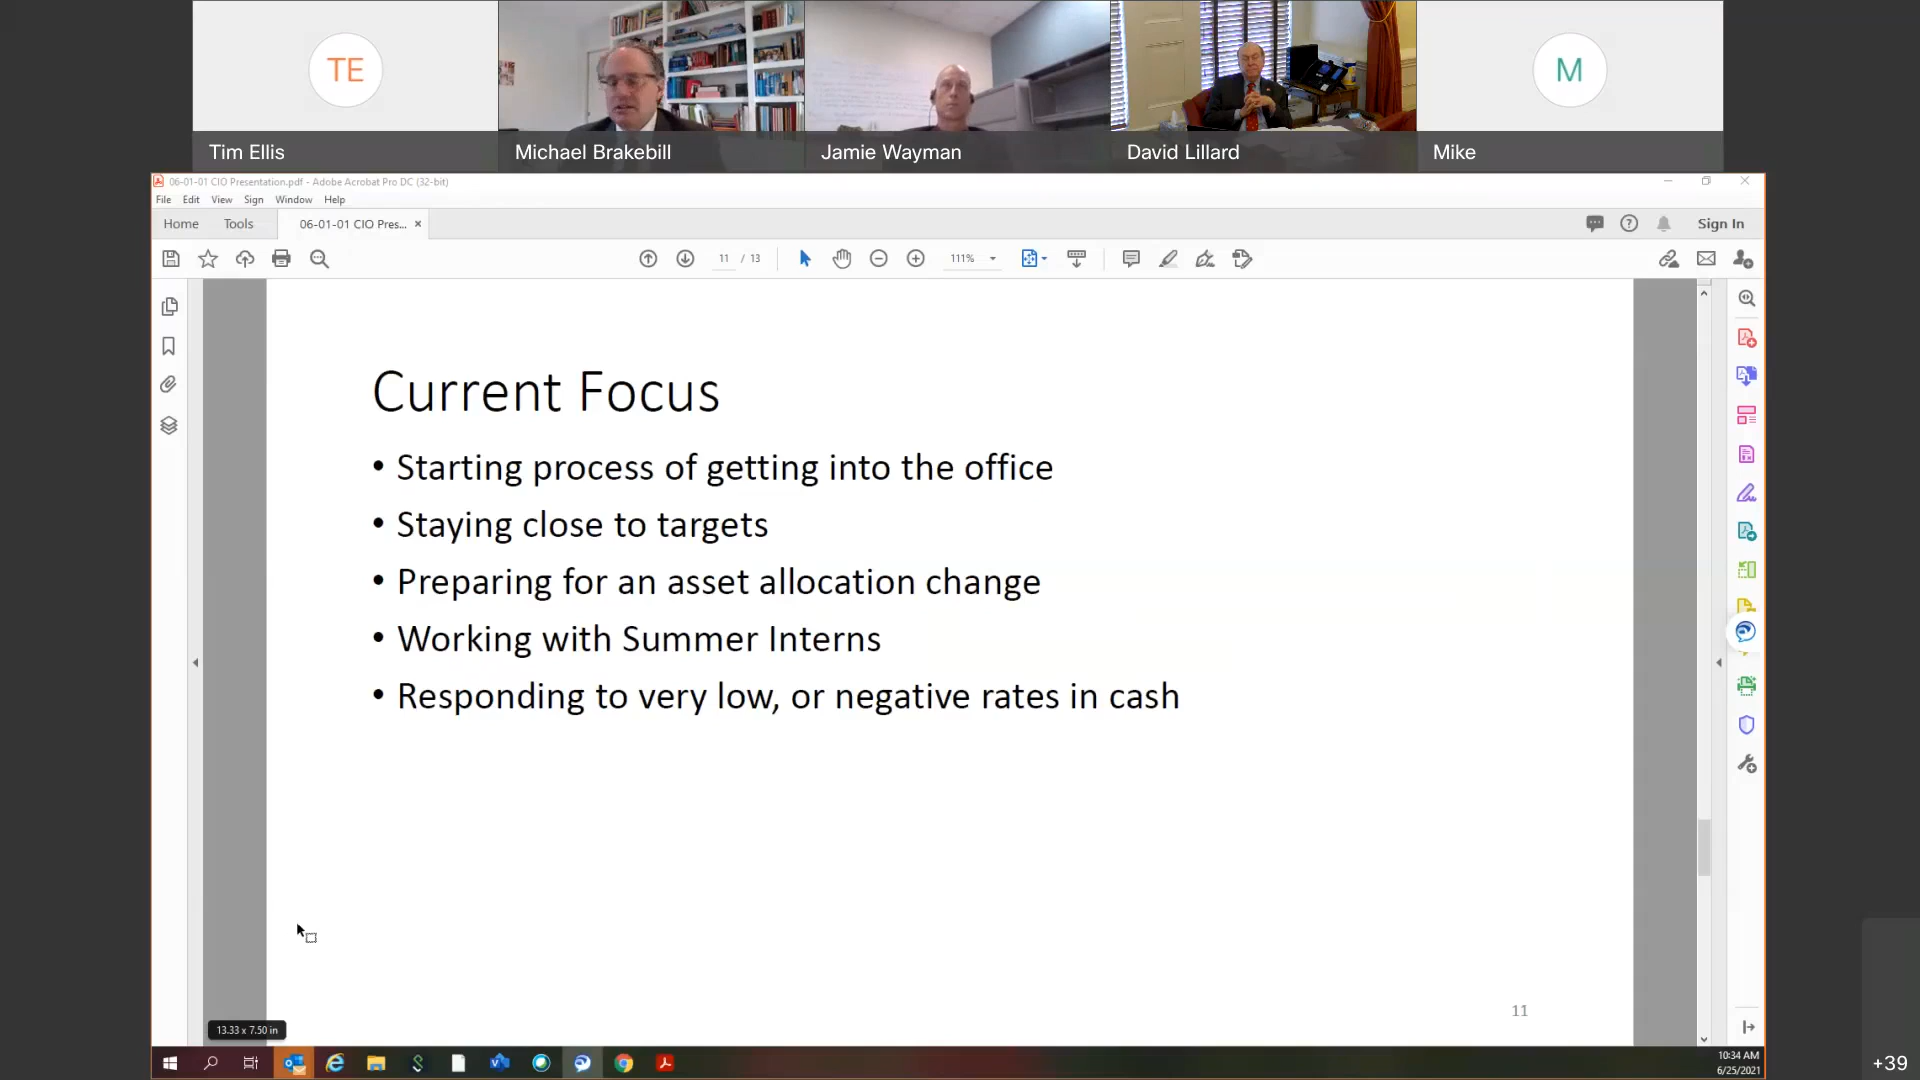 TE
M
Tim Ellis
Michael Brakebill
Jamie Wayman
David Lillard
Mike
06-01-01 CIO Presentation.pdf - Adobe Acrobat Pro DC (32-bit)
File Edit View Sign Window Help
Home Tools 06-01-01 CIO Pres... × Sign In
11 / 13 111%
Current Focus
• Starting process of getting into the office
• Staying close to targets
• Preparing for an asset allocation change
• Working with Summer Interns
• Responding to very low, or negative rates in cash
11
13.33 x 7.50 in
10:34 AM
6/25/2021
+39